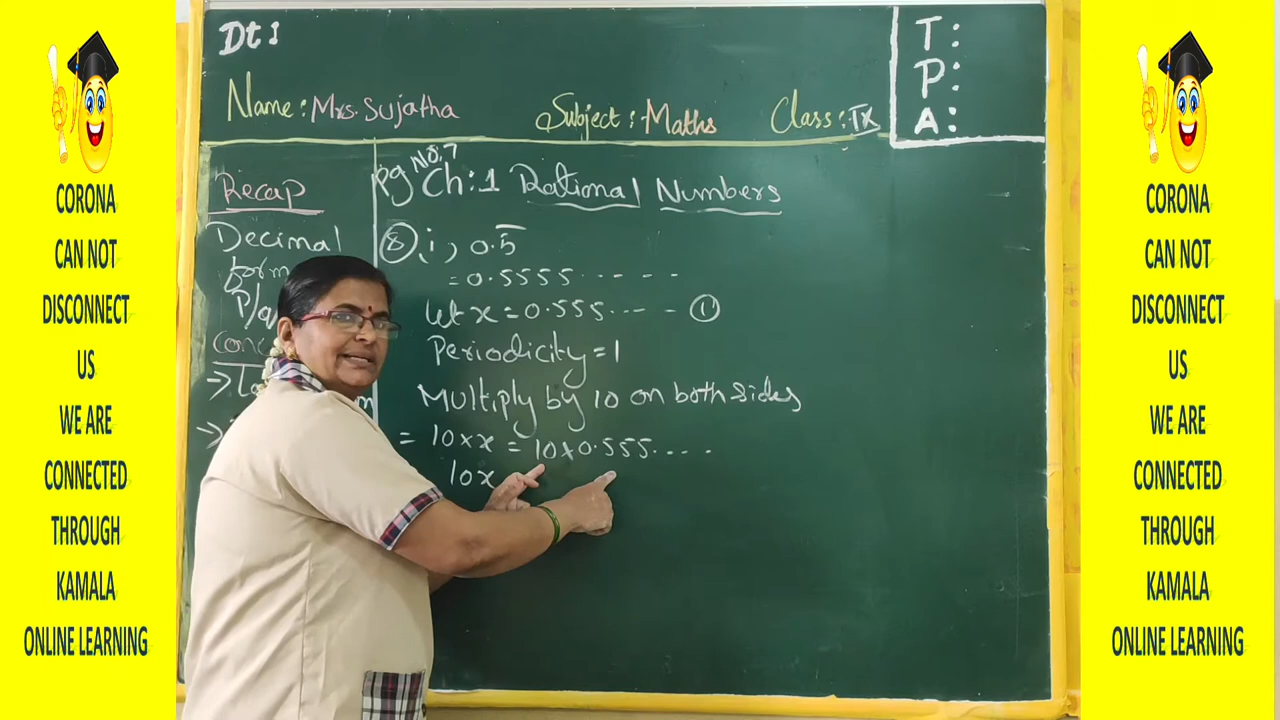 CORONA
CAN NOT
DISCONNECT
US
WE ARE
CONNECTED
THROUGH
KAMALA
ONLINE LEARNING
Dt:
Name: Mrs. Sujatha Subject: Maths Class: IX
T:
P:
A:
Recap
Decimal
form
P/q
=>
=>
pg No. 7 Ch:1 Rational Numbers
⑧ i, 0.5̅
= 0.5555.......
Let x = 0.555..... - ①
Periodicity = 1
Multiply by 10 on both sides
= 10×x = 10×0.555....
10x
CORONA
CAN NOT
DISCONNECT
US
WE ARE
CONNECTED
THROUGH
KAMALA
ONLINE LEARNING